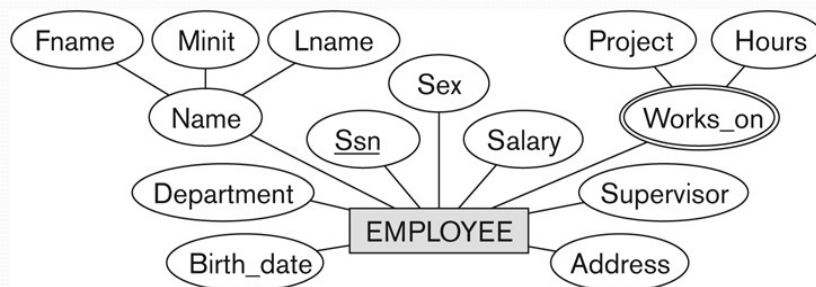 Fname
Minit
Lname
Project
Hours
Name
Sex
Works_on
Ssn
Salary
Department
Supervisor
EMPLOYEE
Birth_date
Address